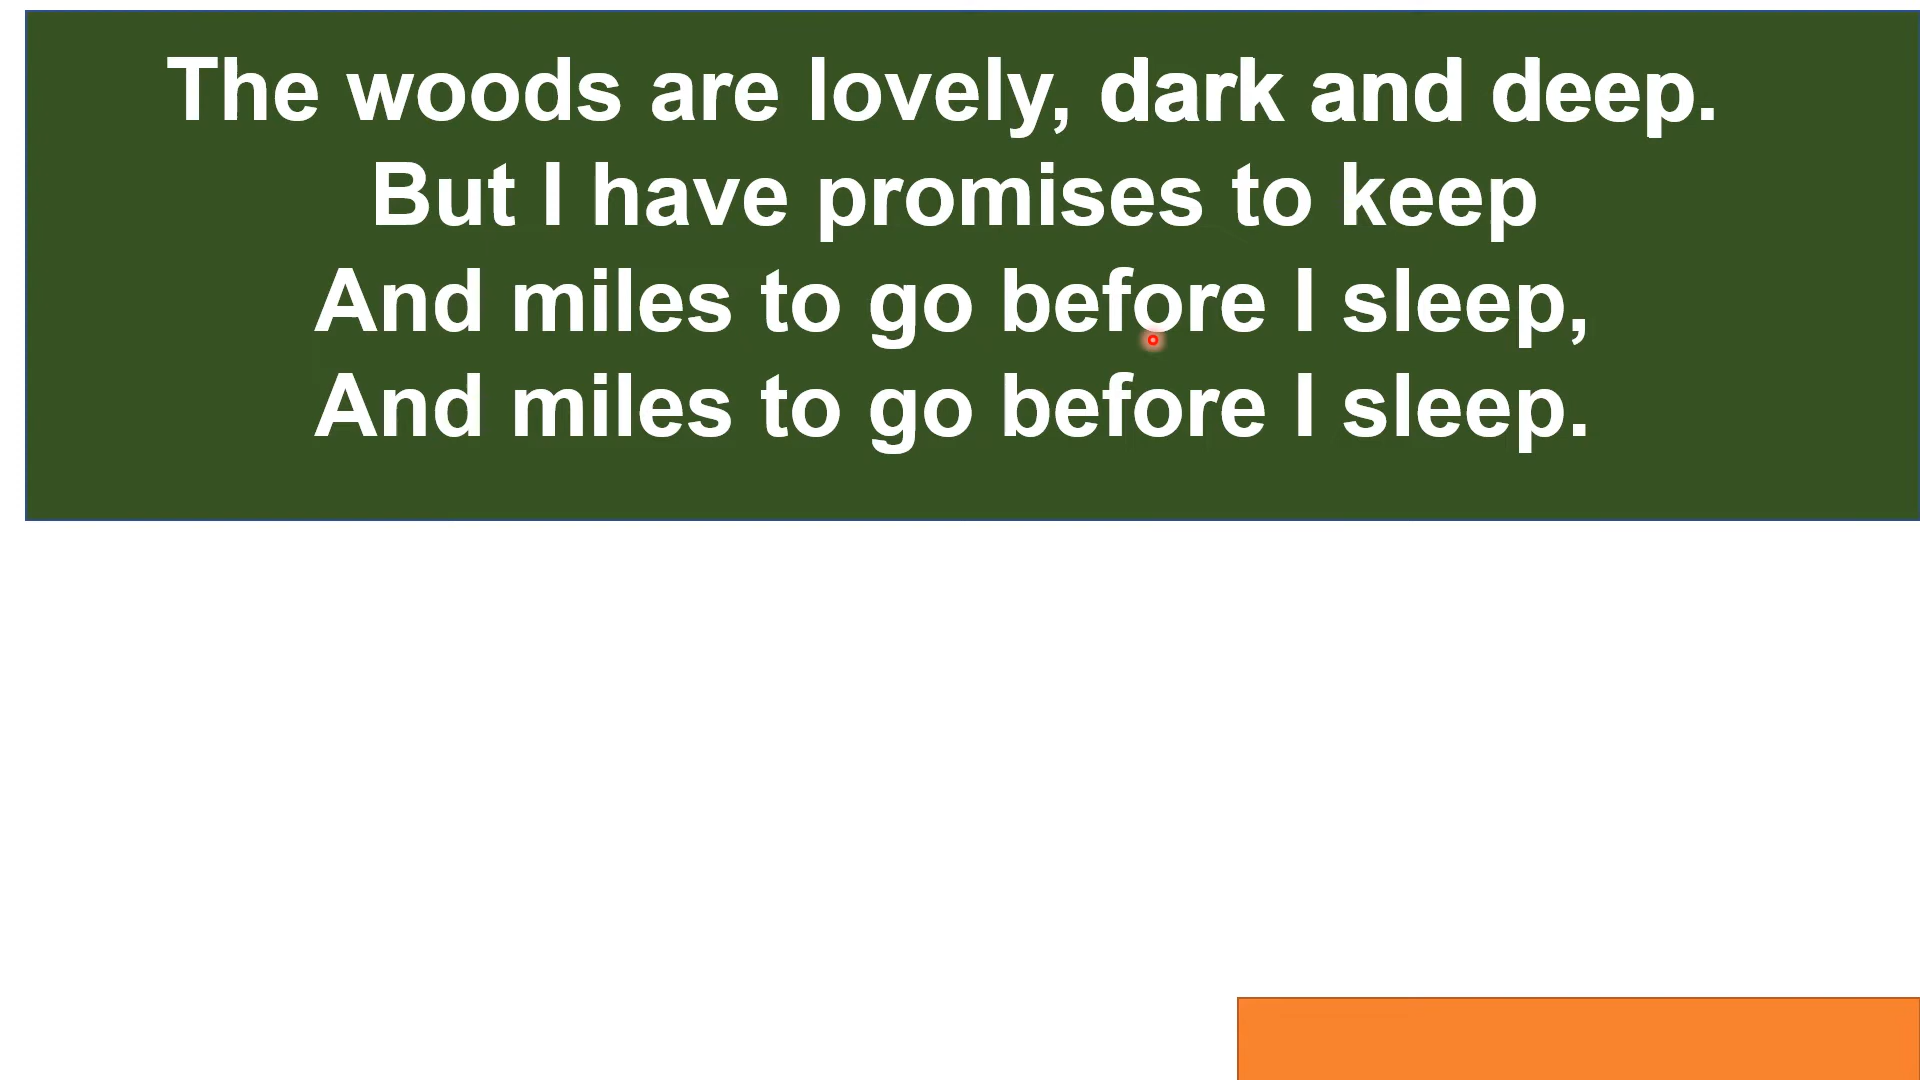 The woods are lovely, dark and deep.
But I have promises to keep
And miles to go before I sleep,
And miles to go before I sleep.